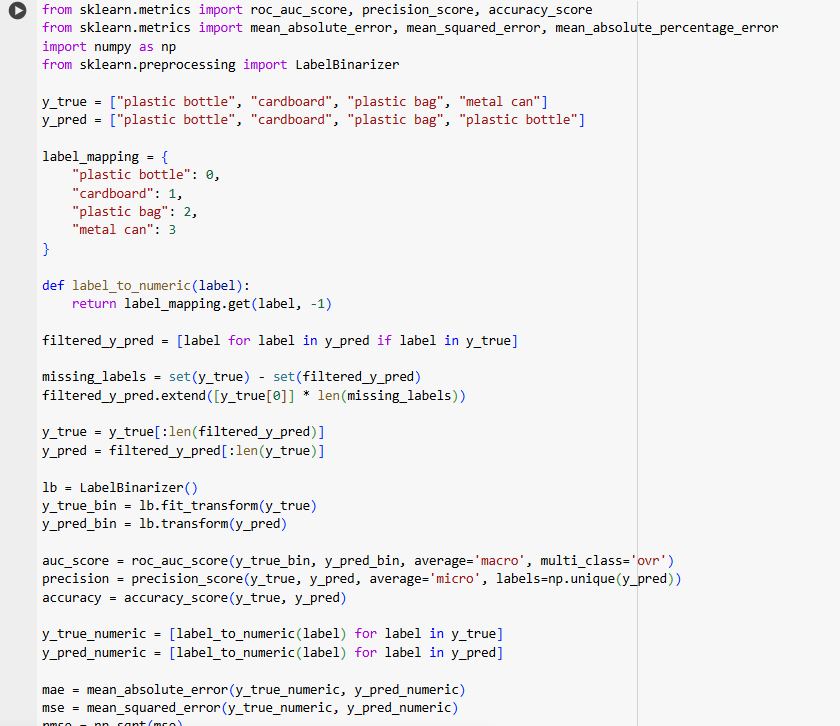 from sklearn.metrics import roc_auc_score, precision_score, accuracy_score
from sklearn.metrics import mean_absolute_error, mean_squared_error, mean_absolute_percentage_error
import numpy as np
from sklearn.preprocessing import LabelBinarizer

y_true = ["plastic bottle", "cardboard", "plastic bag", "metal can"]
y_pred = ["plastic bottle", "cardboard", "plastic bag", "plastic bottle"]

label_mapping = {
    "plastic bottle": 0,
    "cardboard": 1,
    "plastic bag": 2,
    "metal can": 3
}

def label_to_numeric(label):
    return label_mapping.get(label, -1)

filtered_y_pred = [label for label in y_pred if label in y_true]

missing_labels = set(y_true) - set(filtered_y_pred)
filtered_y_pred.extend([y_true[0]] * len(missing_labels))

y_true = y_true[:len(filtered_y_pred)]
y_pred = filtered_y_pred[:len(y_true)]

lb = LabelBinarizer()
y_true_bin = lb.fit_transform(y_true)
y_pred_bin = lb.transform(y_pred)

auc_score = roc_auc_score(y_true_bin, y_pred_bin, average='macro', multi_class='ovr')
precision = precision_score(y_true, y_pred, average='micro', labels=np.unique(y_pred))
accuracy = accuracy_score(y_true, y_pred)

y_true_numeric = [label_to_numeric(label) for label in y_true]
y_pred_numeric = [label_to_numeric(label) for label in y_pred]

mae = mean_absolute_error(y_true_numeric, y_pred_numeric)
mse = mean_squared_error(y_true_numeric, y_pred_numeric)
rmse = np.sqrt(mse)